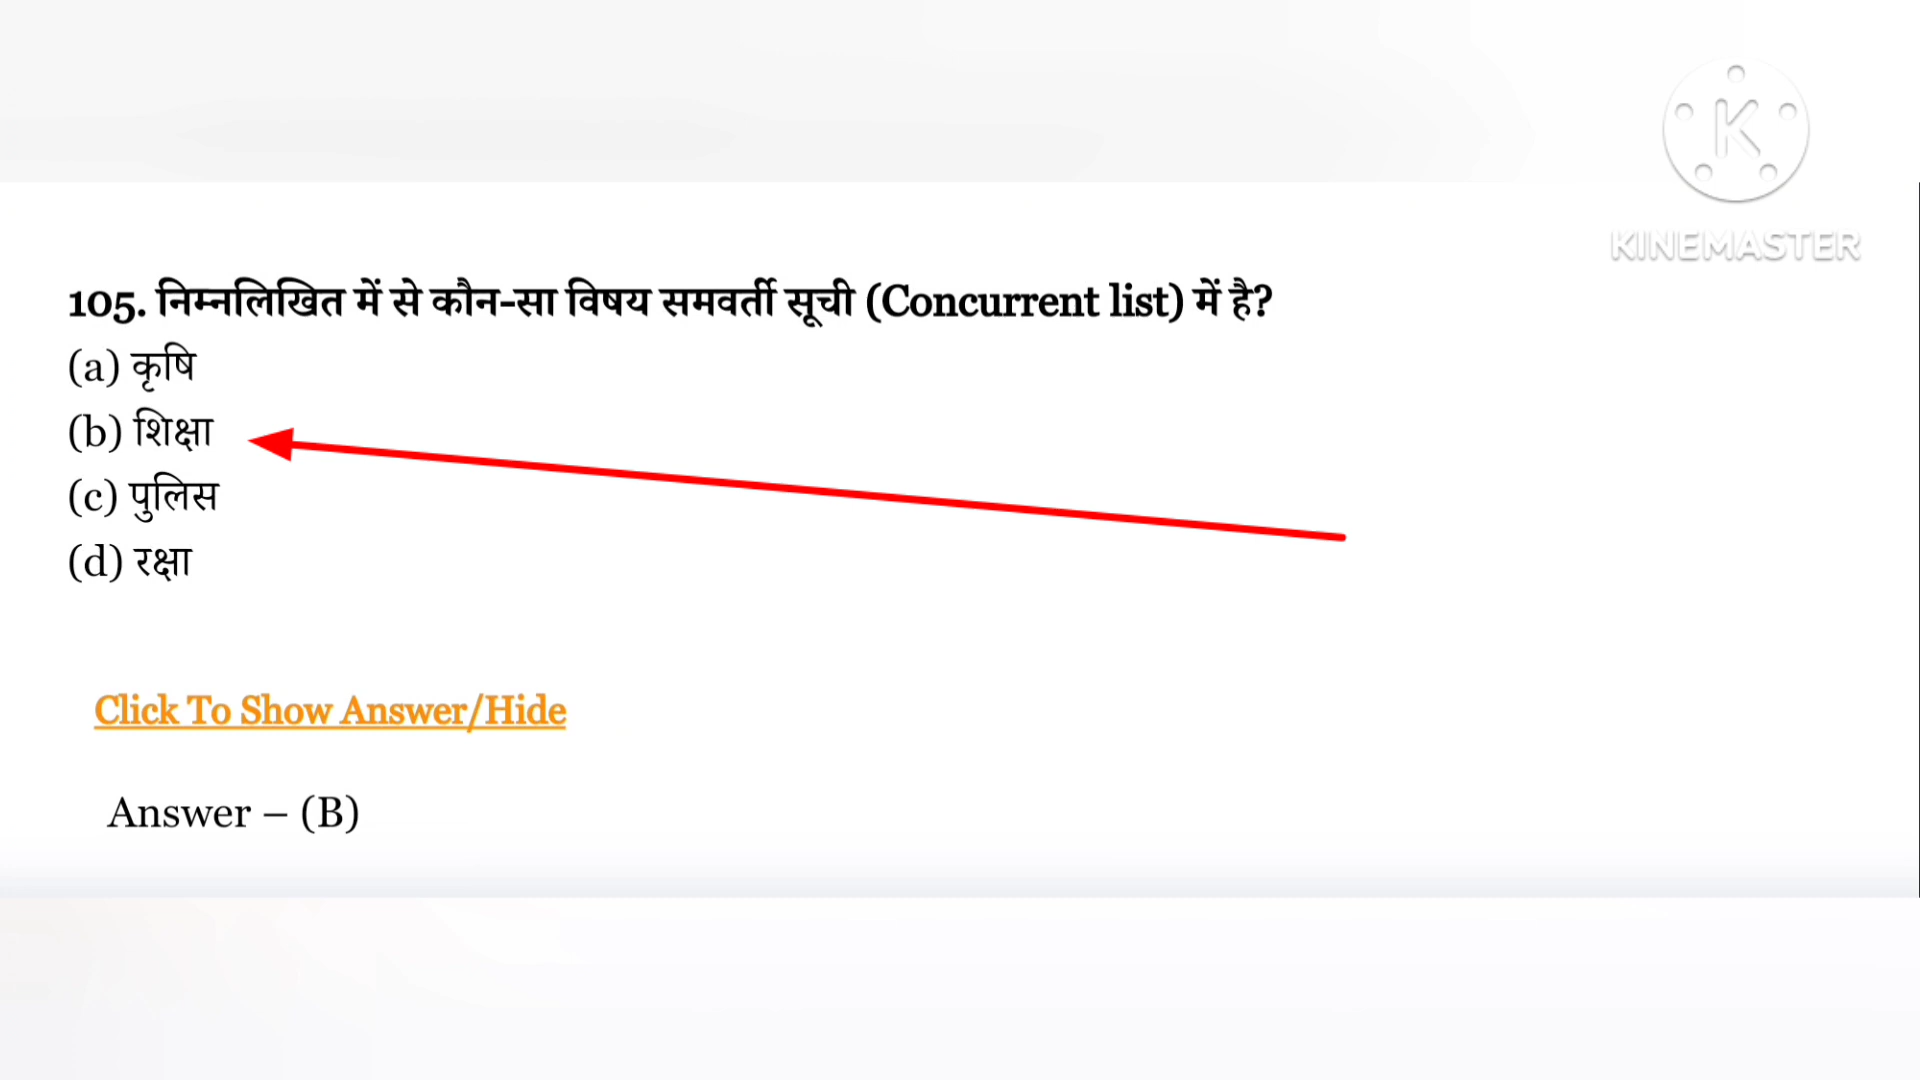 K
KINEMASTER
105. निम्नलिखित में से कौन-सा विषय समवर्ती सूची (Concurrent list) में है?
(a) कृषि
(b) शिक्षा
(c) पुलिस
(d) रक्षा
Click To Show Answer/Hide
Answer – (B)